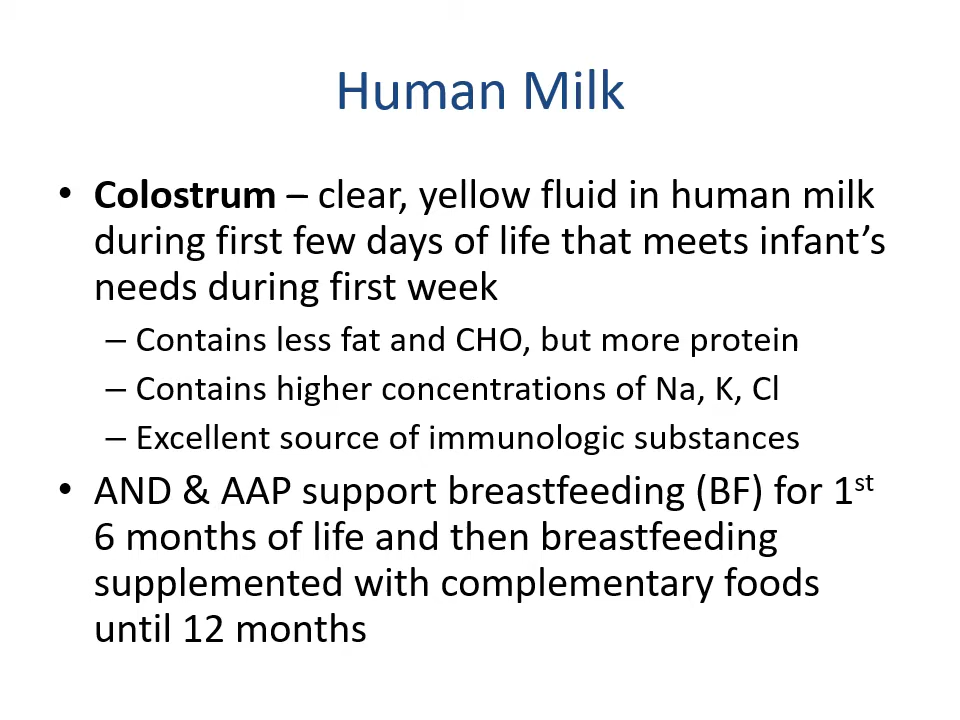 Human Milk
• Colostrum – clear, yellow fluid in human milk
during first few days of life that meets infant’s
needs during first week
– Contains less fat and CHO, but more protein
– Contains higher concentrations of Na, K, Cl
– Excellent source of immunologic substances
• AND & AAP support breastfeeding (BF) for 1st
6 months of life and then breastfeeding
supplemented with complementary foods
until 12 months